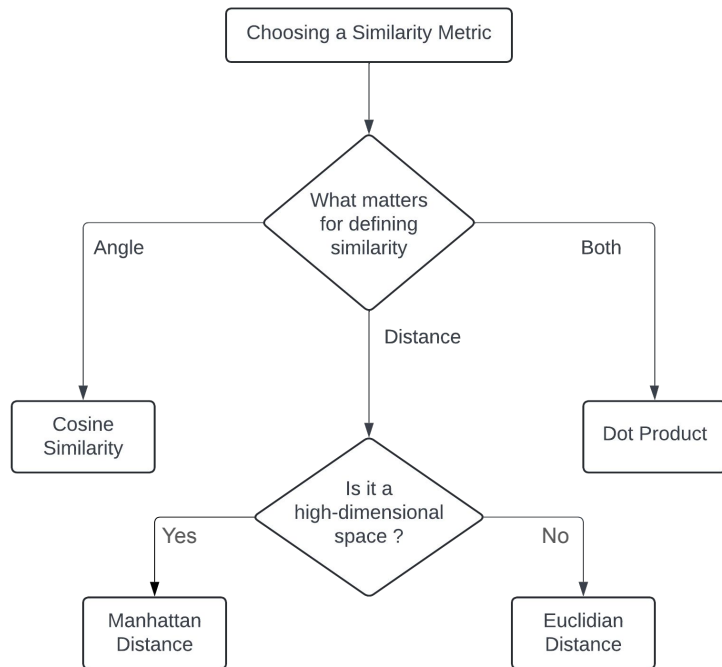 Choosing a Similarity Metric
What matters
for defining
similarity
Angle
Both
Distance
Cosine
Similarity
Dot Product
Is it a
high-dimensional
space ?
Yes
No
Manhattan
Distance
Euclidian
Distance